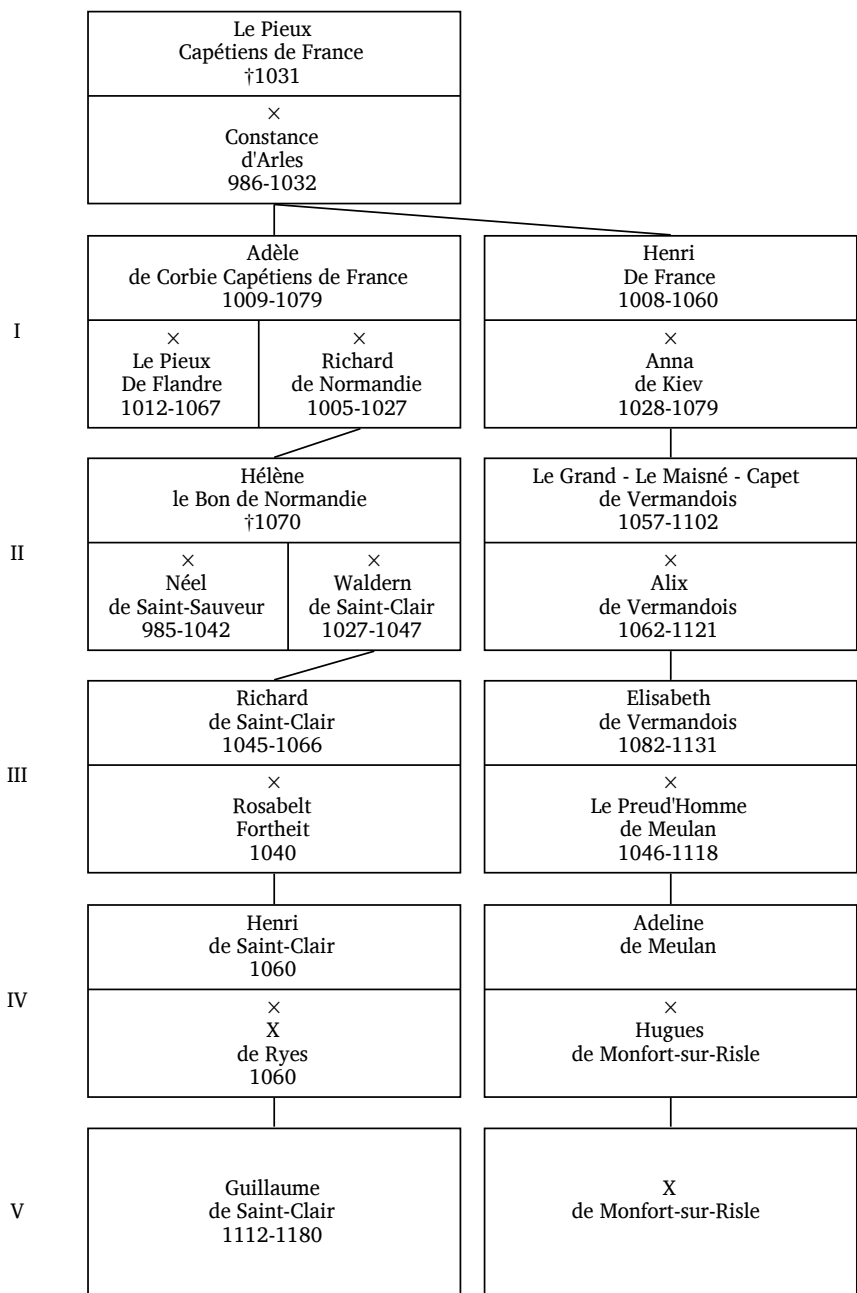 Le Pieux
Capétiens de France
†1031
×
Constance
d'Arles
986-1032
I
Adèle
de Corbie Capétiens de France
1009-1079
×
Le Pieux
De Flandre
1012-1067
×
Richard
de Normandie
1005-1027
Henri
De France
1008-1060
×
Anna
de Kiev
1028-1079
II
Hélène
le Bon de Normandie
†1070
×
Néel
de Saint-Sauveur
985-1042
×
Waldern
de Saint-Clair
1027-1047
Le Grand - Le Maisné - Capet
de Vermandois
1057-1102
×
Alix
de Vermandois
1062-1121
III
Richard
de Saint-Clair
1045-1066
×
Rosabelt
Fortheit
1040
Elisabeth
de Vermandois
1082-1131
×
Le Preud'Homme
de Meulan
1046-1118
IV
Henri
de Saint-Clair
1060
×
X
de Ryes
1060
Adeline
de Meulan
×
Hugues
de Monfort-sur-Risle
V
Guillaume
de Saint-Clair
1112-1180
X
de Monfort-sur-Risle